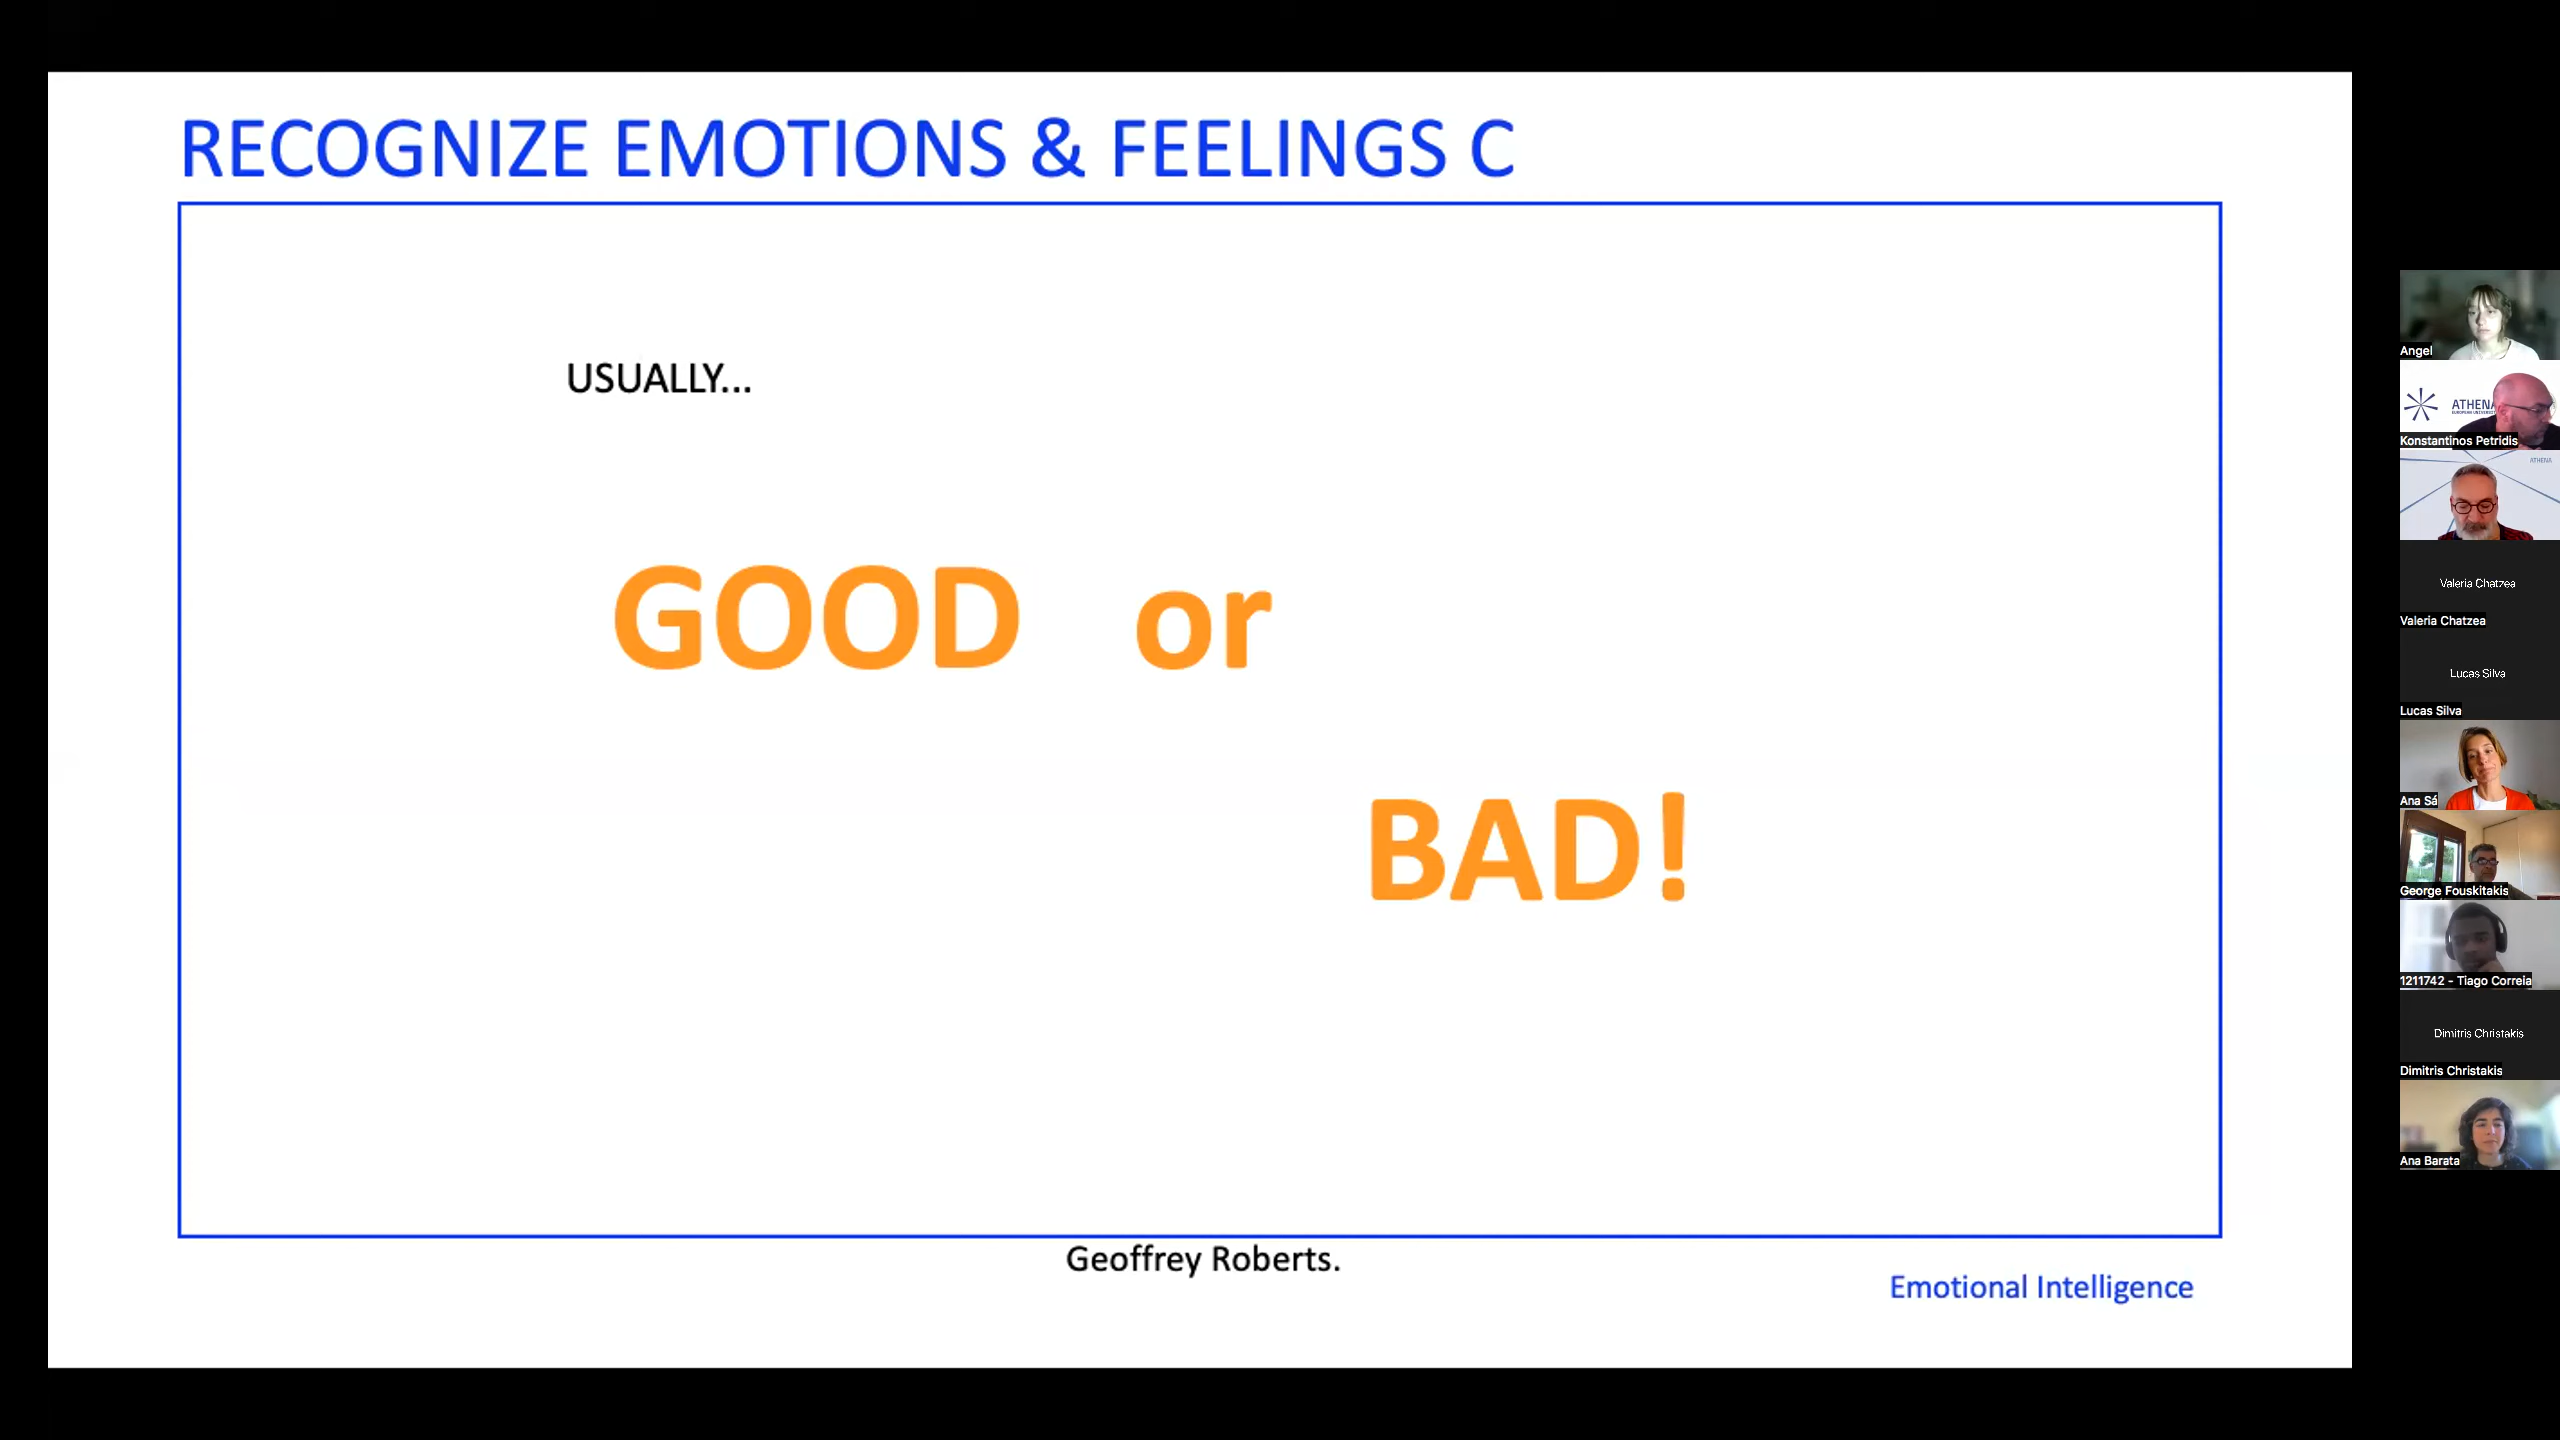 RECOGNIZE EMOTIONS & FEELINGS C
USUALLY...
GOOD or
BAD!
Geoffrey Roberts.
Emotional Intelligence
Angel
ATHENA
Konstantinos Petridis
ATHENA
Valeria Chatzea
Valeria Chatzea
Lucas Silva
Lucas Silva
Ana Sá
George Fouskitakis
1211742 - Tiago Correia
Dimitris Christakis
Dimitris Christakis
Ana Barata